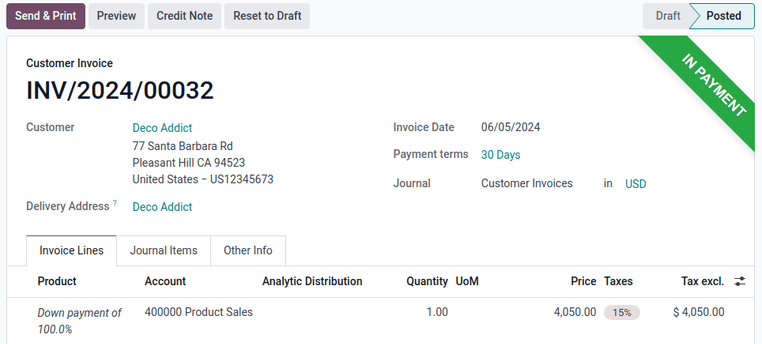 Send & Print Preview Credit Note Reset to Draft Draft Posted
Customer Invoice
INV/2024/00032
IN PAYMENT
Customer Deco Addict
77 Santa Barbara Rd
Pleasant Hill CA 94523
United States – US12345673
Delivery Address ? Deco Addict
Invoice Date 06/05/2024
Payment terms 30 Days
Journal Customer Invoices in USD
Invoice Lines Journal Items Other Info
Product Account Analytic Distribution Quantity UoM Price Taxes Tax excl.
Down payment of 400000 Product Sales 1.00 4,050.00 15% $ 4,050.00
100.0%